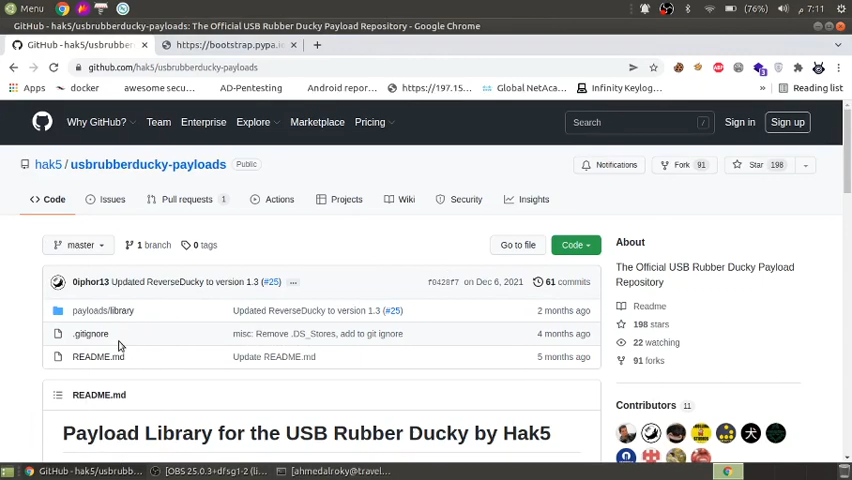 Menu
(76%)
7:11
GitHub - hak5/usbrubberducky-payloads: The Official USB Rubber Ducky Payload Repository - Google Chrome
GitHub - hak5/usbrubber
https://bootstrap.pypa.i
github.com/hak5/usbrubberducky-payloads
Apps
docker
awesome secu...
AD-Pentesting
Android repor...
https://197.15...
Global NetAca...
Infinity Keylog...
»
Reading list
Why GitHub?
Team
Enterprise
Explore
Marketplace
Pricing
Search
/
Sign in
Sign up
hak5 / usbrubberducky-payloads
Public
Notifications
Fork 91
Star 198
Code
Issues
Pull requests 1
Actions
Projects
Wiki
Security
Insights
master
1 branch
0 tags
Go to file
Code
About
The Official USB Rubber Ducky Payload
Repository
0iphor13 Updated ReverseDucky to version 1.3 (#25) ...
f0428f7 on Dec 6, 2021
61 commits
payloads/library
Updated ReverseDucky to version 1.3 (#25)
2 months ago
.gitignore
misc: Remove .DS_Stores, add to git ignore
4 months ago
README.md
Update README.md
5 months ago
Readme
198 stars
22 watching
91 forks
README.md
Contributors 11
Payload Library for the USB Rubber Ducky by Hak5
GitHub - hak5/usbrubb...
[OBS 25.0.3+dfsg1-2 (li...
[ahmedalroky@travel...